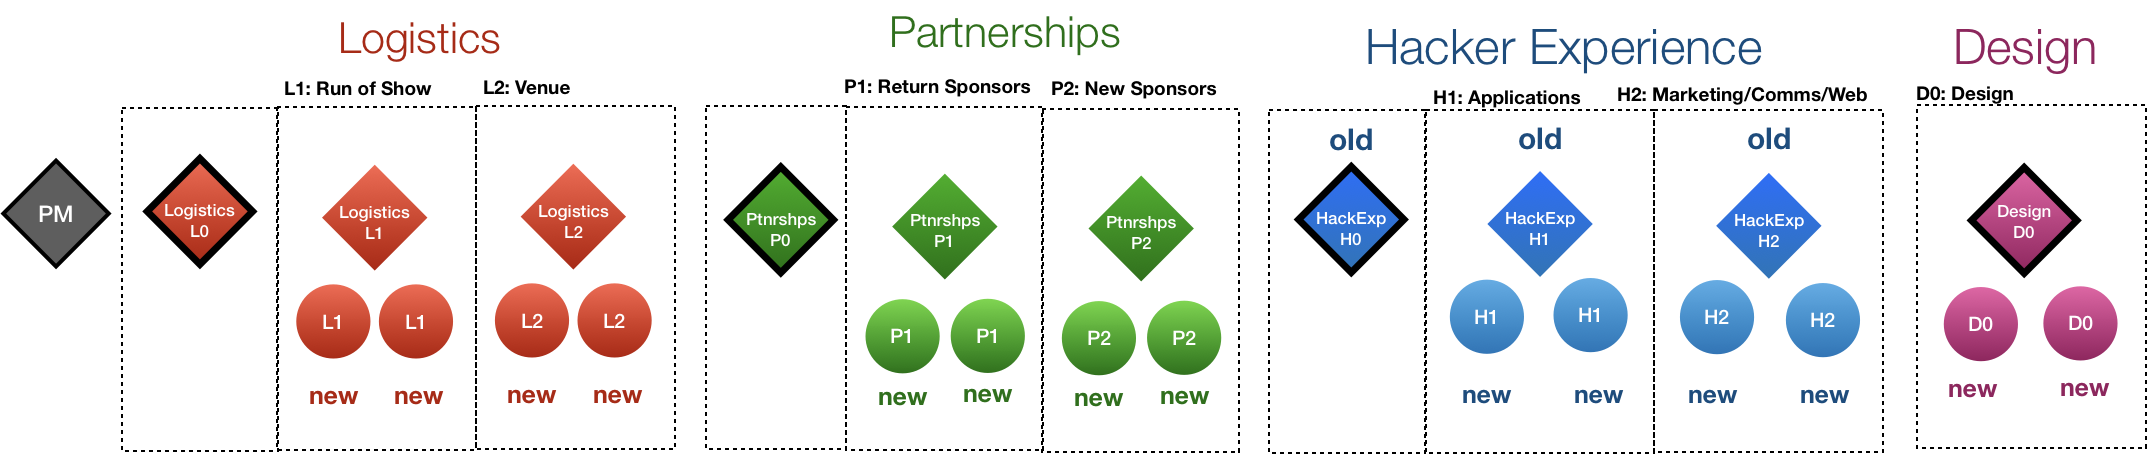 Logistics
Partnerships
Hacker Experience
Design
L1: Run of Show
L2: Venue
P1: Return Sponsors
P2: New Sponsors
H1: Applications
H2: Marketing/Comms/Web
D0: Design
old
old
old
PM
Logistics
L0
Logistics
L1
Logistics
L2
Ptnrshps
P0
Ptnrshps
P1
Ptnrshps
P2
HackExp
H0
HackExp
H1
HackExp
H2
Design
D0
L1
L1
L2
L2
P1
P1
P2
P2
H1
H1
H2
H2
D0
D0
new
new
new
new
new
new
new
new
new
new
new
new
new
new